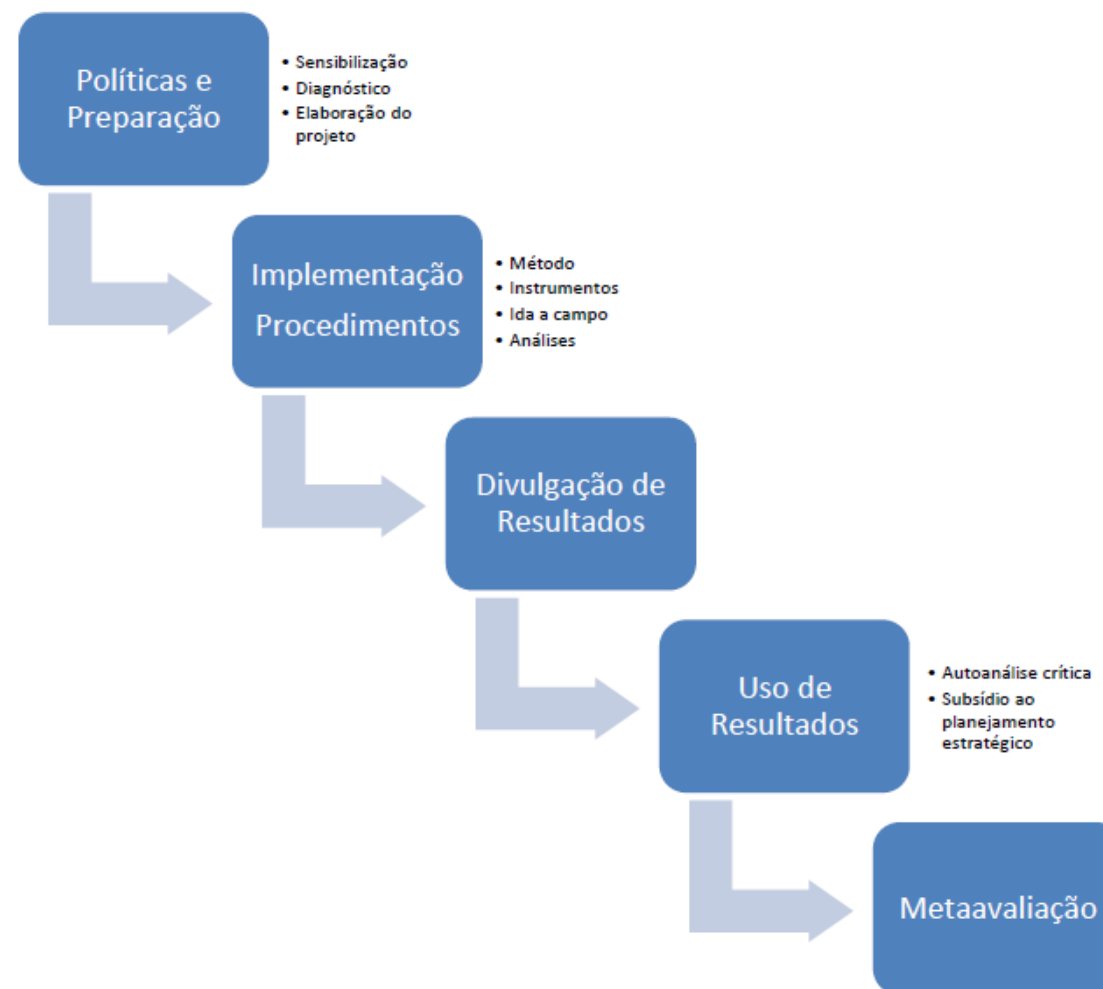 Políticas e
Preparação
• Sensibilização
• Diagnóstico
• Elaboração do
projeto
Implementação
Procedimentos
• Método
• Instrumentos
• Ida a campo
• Análises
Divulgação de
Resultados
Uso de
Resultados
• Autoanálise crítica
• Subsídio ao
planejamento
estratégico
Metaavaliação